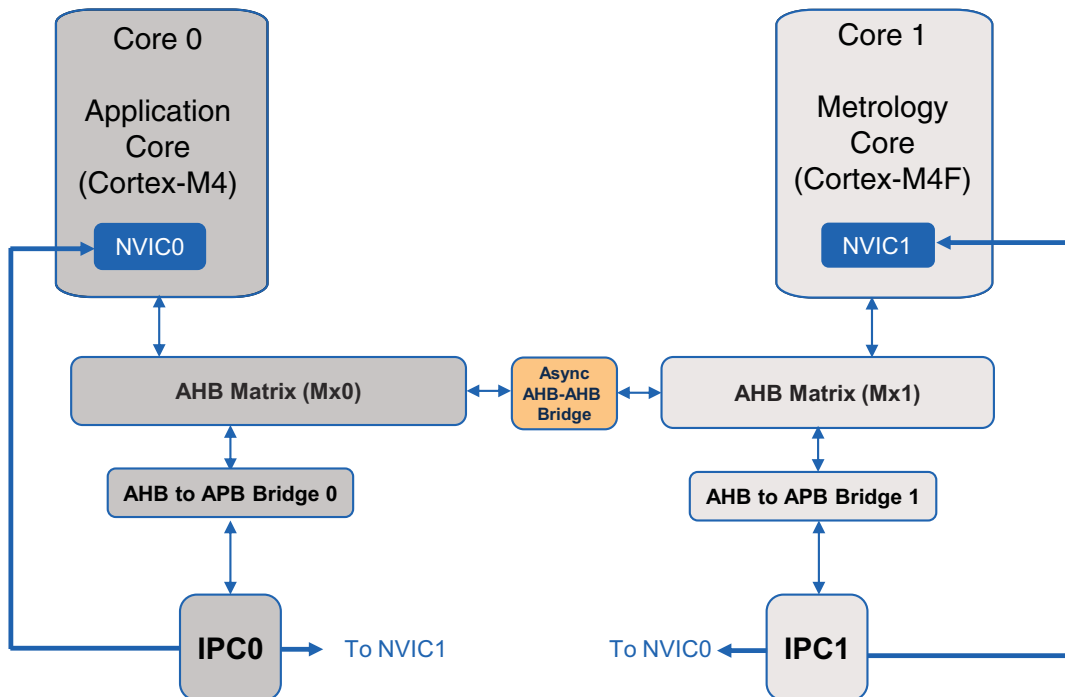 Core 0
Application
Core
(Cortex-M4)
NVIC0
Core 1
Metrology
Core
(Cortex-M4F)
NVIC1
AHB Matrix (Mx0)
Async
AHB-AHB
Bridge
AHB Matrix (Mx1)
AHB to APB Bridge 0
AHB to APB Bridge 1
IPC0
To NVIC1
To NVIC0
IPC1